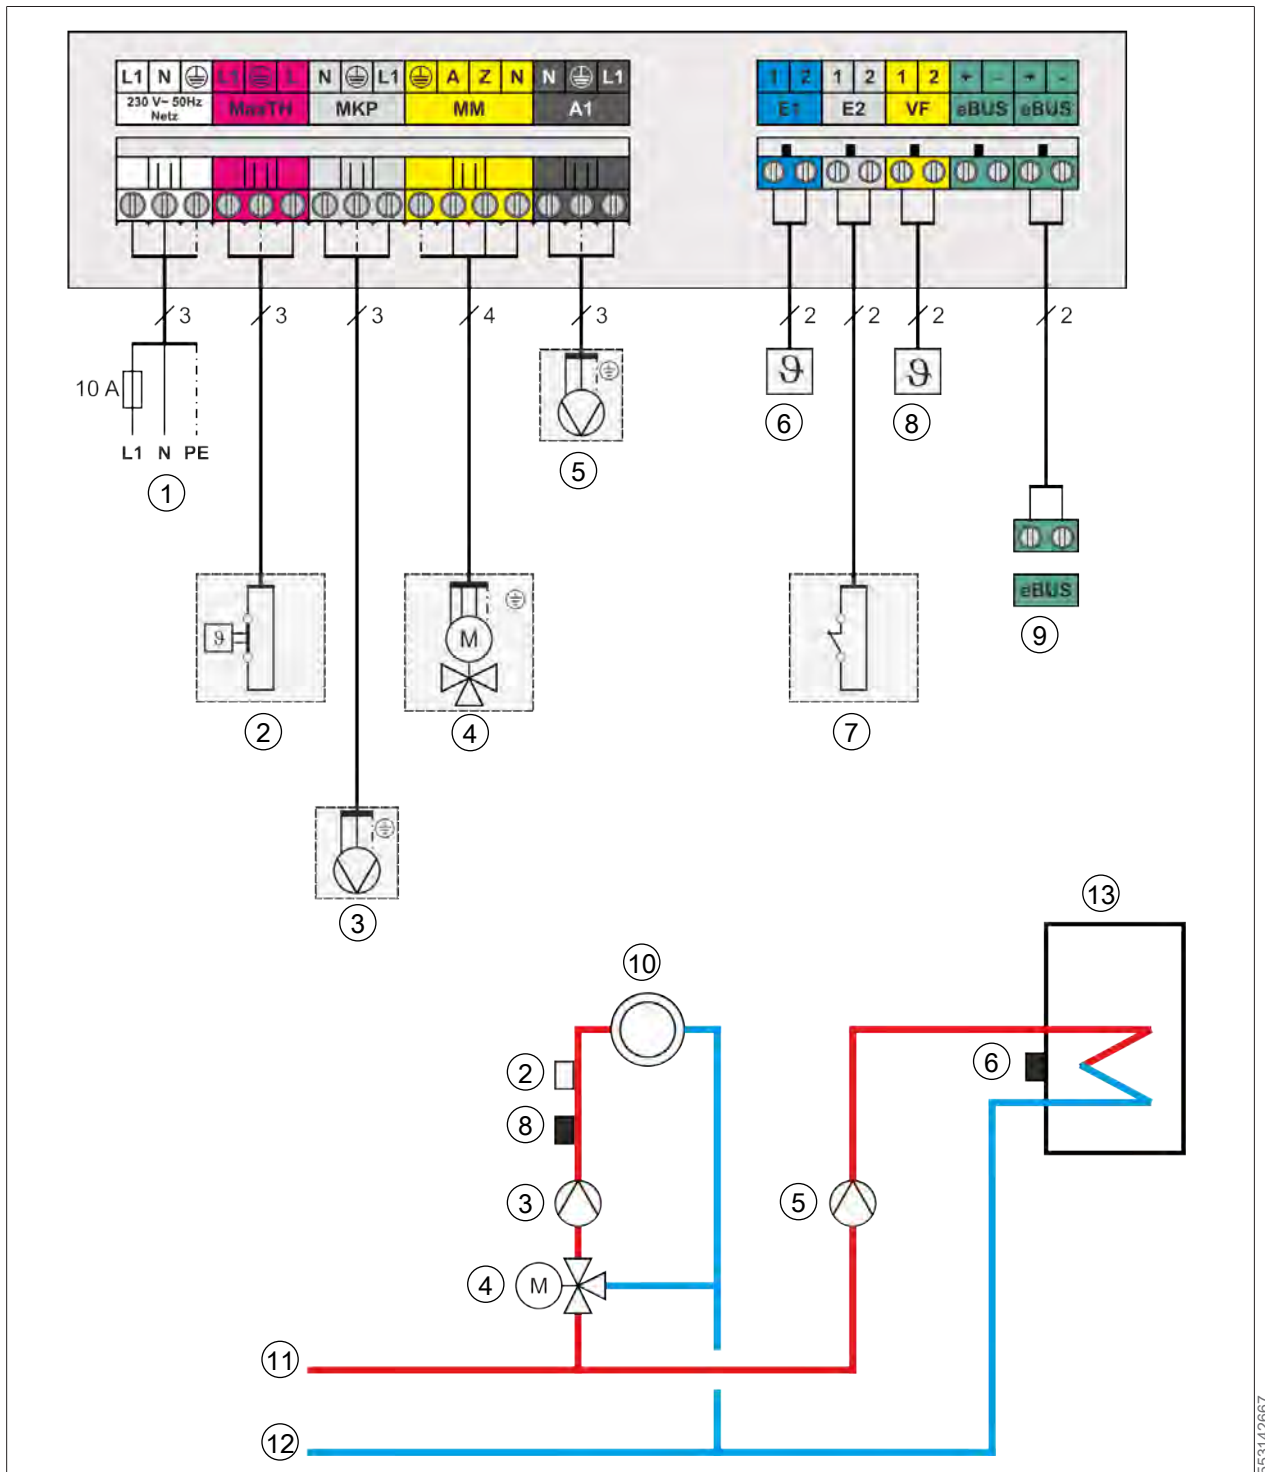 L1 N L1 L N L1 A Z N N L1
230 V~ 50Hz
Netz
MaxTH MKP MM A1
1 2 1 2 1 2 + - + -
E1 E2 VF eBUS eBUS
3 3 3 4 3 2 2 2 2
10 A
L1 N PE
ϑ ϑ
1 5 6 8
eBUS
9
ϑ M
2 4 7
3
13
10
2 6
8
3 5
4 M
11
12
553142667